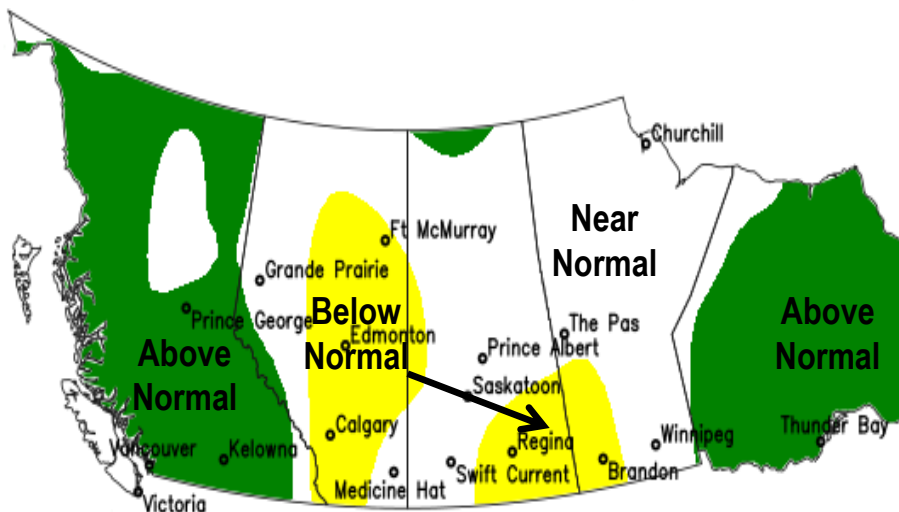 Churchill
Near
Normal
Ft McMurray
Grande Prairie
Prince George
Below
Normal
Edmonton
Above
Normal
The Pas
Prince Albert
Saskatoon
Above
Normal
Calgary
Regina
Winnipeg
Thunder Bay
Vancouver
Kelowna
Medicine Hat
Swift Current
Brandon
Victoria